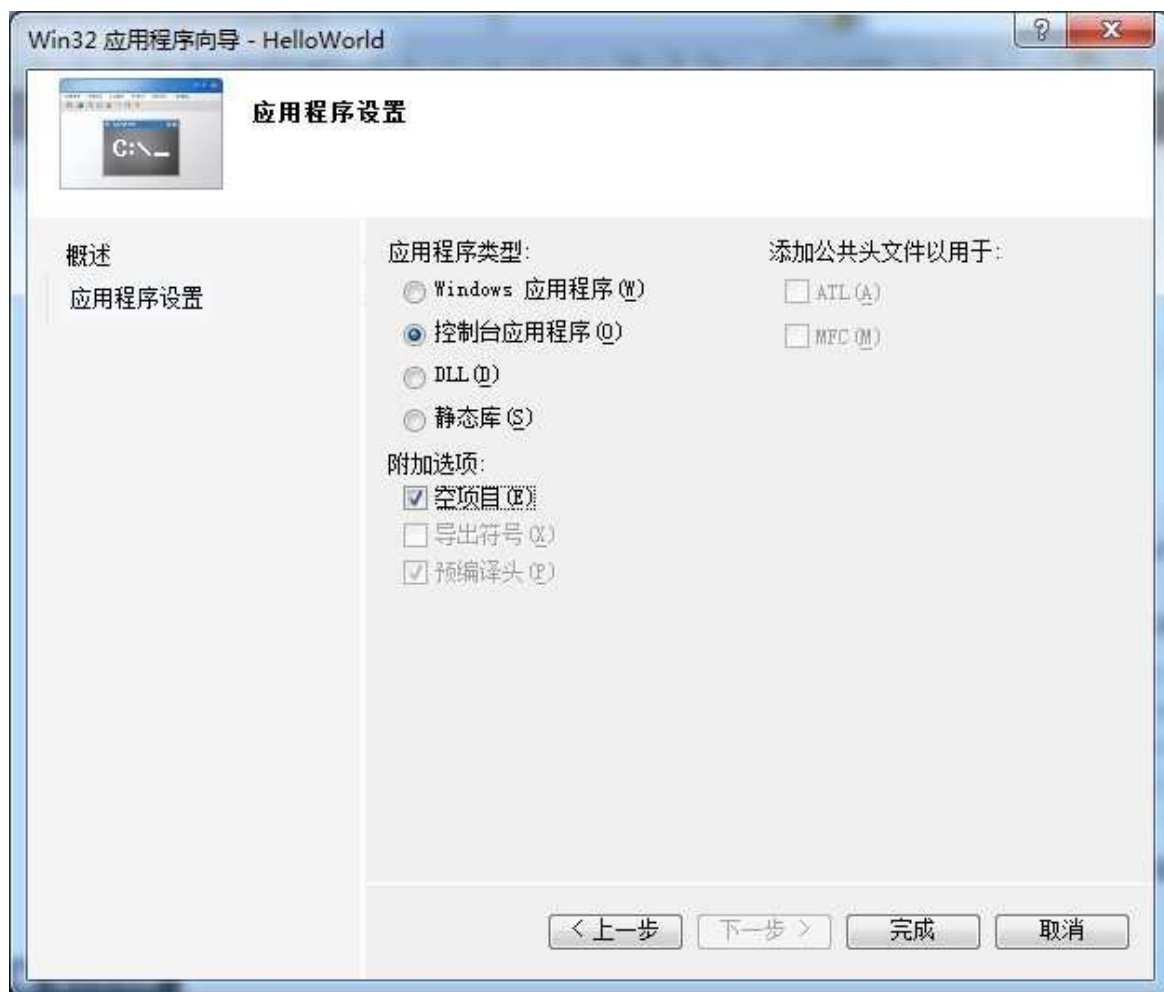 Win32 应用程序向导 - HelloWorld
应用程序设置
C:\_
概述
应用程序设置
应用程序类型:
Windows 应用程序(W)
控制台应用程序(O)
DLL(D)
静态库(S)
附加选项:
空项目(E)
导出符号(X)
预编译头(P)
添加公共头文件以用于:
ATL(A)
MFC(M)
< 上一步
下一步 >
完成
取消